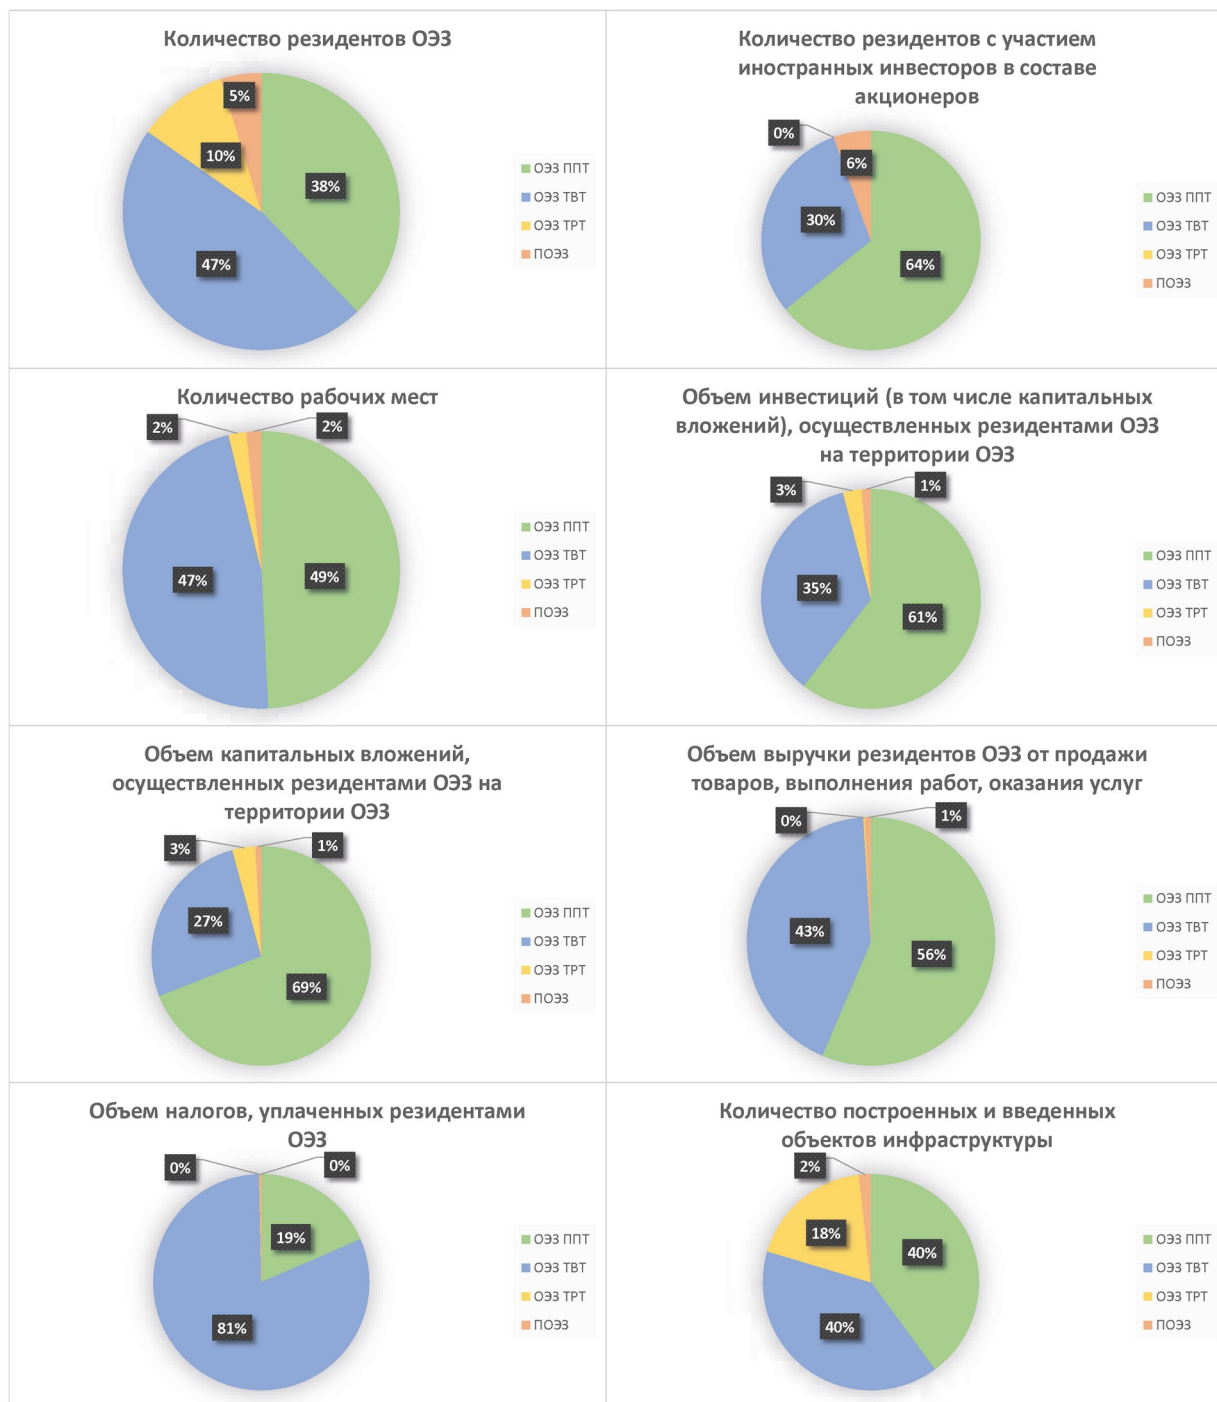 Количество резидентов ОЭЗ
5%
10%
38%
47%
ОЭЗ ППТ
ОЭЗ ТВТ
ОЭЗ ТРТ
ПОЭЗ
Количество резидентов с участием
иностранных инвесторов в составе
акционеров
0%
6%
30%
64%
ОЭЗ ППТ
ОЭЗ ТВТ
ОЭЗ ТРТ
ПОЭЗ
Количество рабочих мест
2%
2%
47%
49%
ОЭЗ ППТ
ОЭЗ ТВТ
ОЭЗ ТРТ
ПОЭЗ
Объем инвестиций (в том числе капитальных
вложений), осуществленных резидентами ОЭЗ
на территории ОЭЗ
3%
1%
35%
61%
ОЭЗ ППТ
ОЭЗ ТВТ
ОЭЗ ТРТ
ПОЭЗ
Объем капитальных вложений,
осуществленных резидентами ОЭЗ на
территории ОЭЗ
3%
1%
27%
69%
ОЭЗ ППТ
ОЭЗ ТВТ
ОЭЗ ТРТ
ПОЭЗ
Объем выручки резидентов ОЭЗ от продажи
товаров, выполнения работ, оказания услуг
0%
1%
43%
56%
ОЭЗ ППТ
ОЭЗ ТВТ
ОЭЗ ТРТ
ПОЭЗ
Объем налогов, уплаченных резидентами
ОЭЗ
0%
0%
19%
81%
ОЭЗ ППТ
ОЭЗ ТВТ
ОЭЗ ТРТ
ПОЭЗ
Количество построенных и введенных
объектов инфраструктуры
2%
18%
40%
40%
ОЭЗ ППТ
ОЭЗ ТВТ
ОЭЗ ТРТ
ПОЭЗ